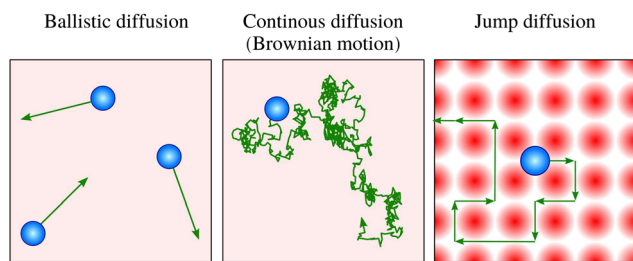 Ballistic diffusion
Continous diffusion
(Brownian motion)
Jump diffusion